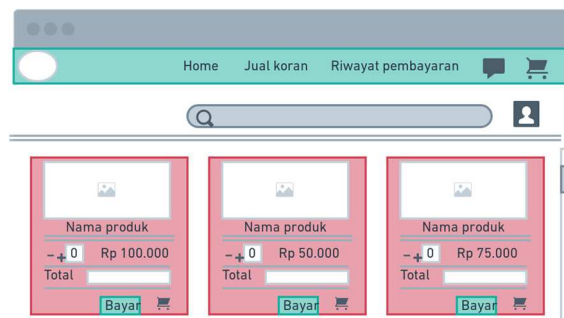 Home Jual koran Riwayat pembayaran
Nama produk Nama produk Nama produk
-+ 0 Rp 100.000 -+ 0 Rp 50.000 -+ 0 Rp 75.000
Total Total Total
Bayar Bayar Bayar